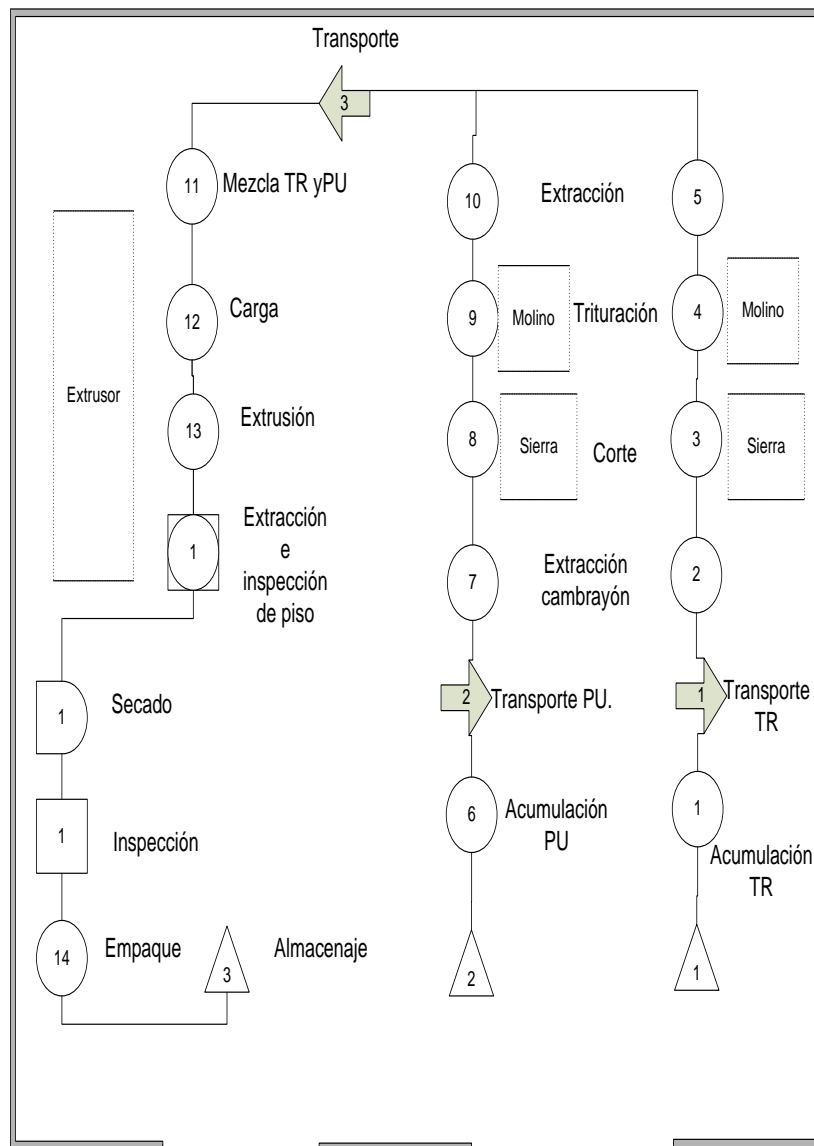 Transporte
3
11
Mezcla TR yPU
10
Extracción
5
12
Carga
9
Molino
Trituración
4
Molino
Extrusor
13
Extrusión
8
Sierra
Corte
3
Sierra
1
Extracción
e
inspección
de piso
7
Extracción
cambrayón
2
1
Secado
2
Transporte PU.
1
Transporte
TR
1
Inspección
6
Acumulación
PU
1
Acumulación
TR
14
Empaque
3
Almacenaje
2
1